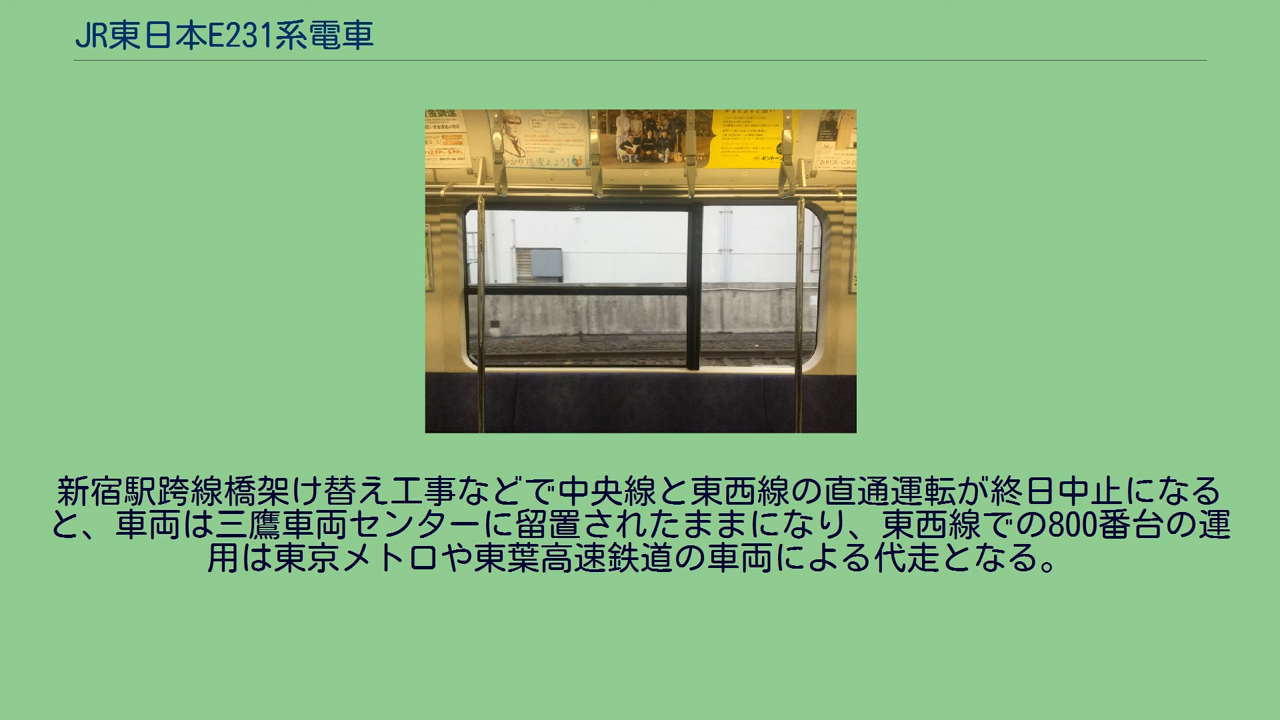 JR東日本E231系電車
新宿駅跨線橋架け替え工事などで中央線と東西線の直通運転が終日中止になる
と、車両は三鷹車両センターに留置されたままになり、東西線での800番台の運
用は東京メトロや東葉高速鉄道の車両による代走となる。